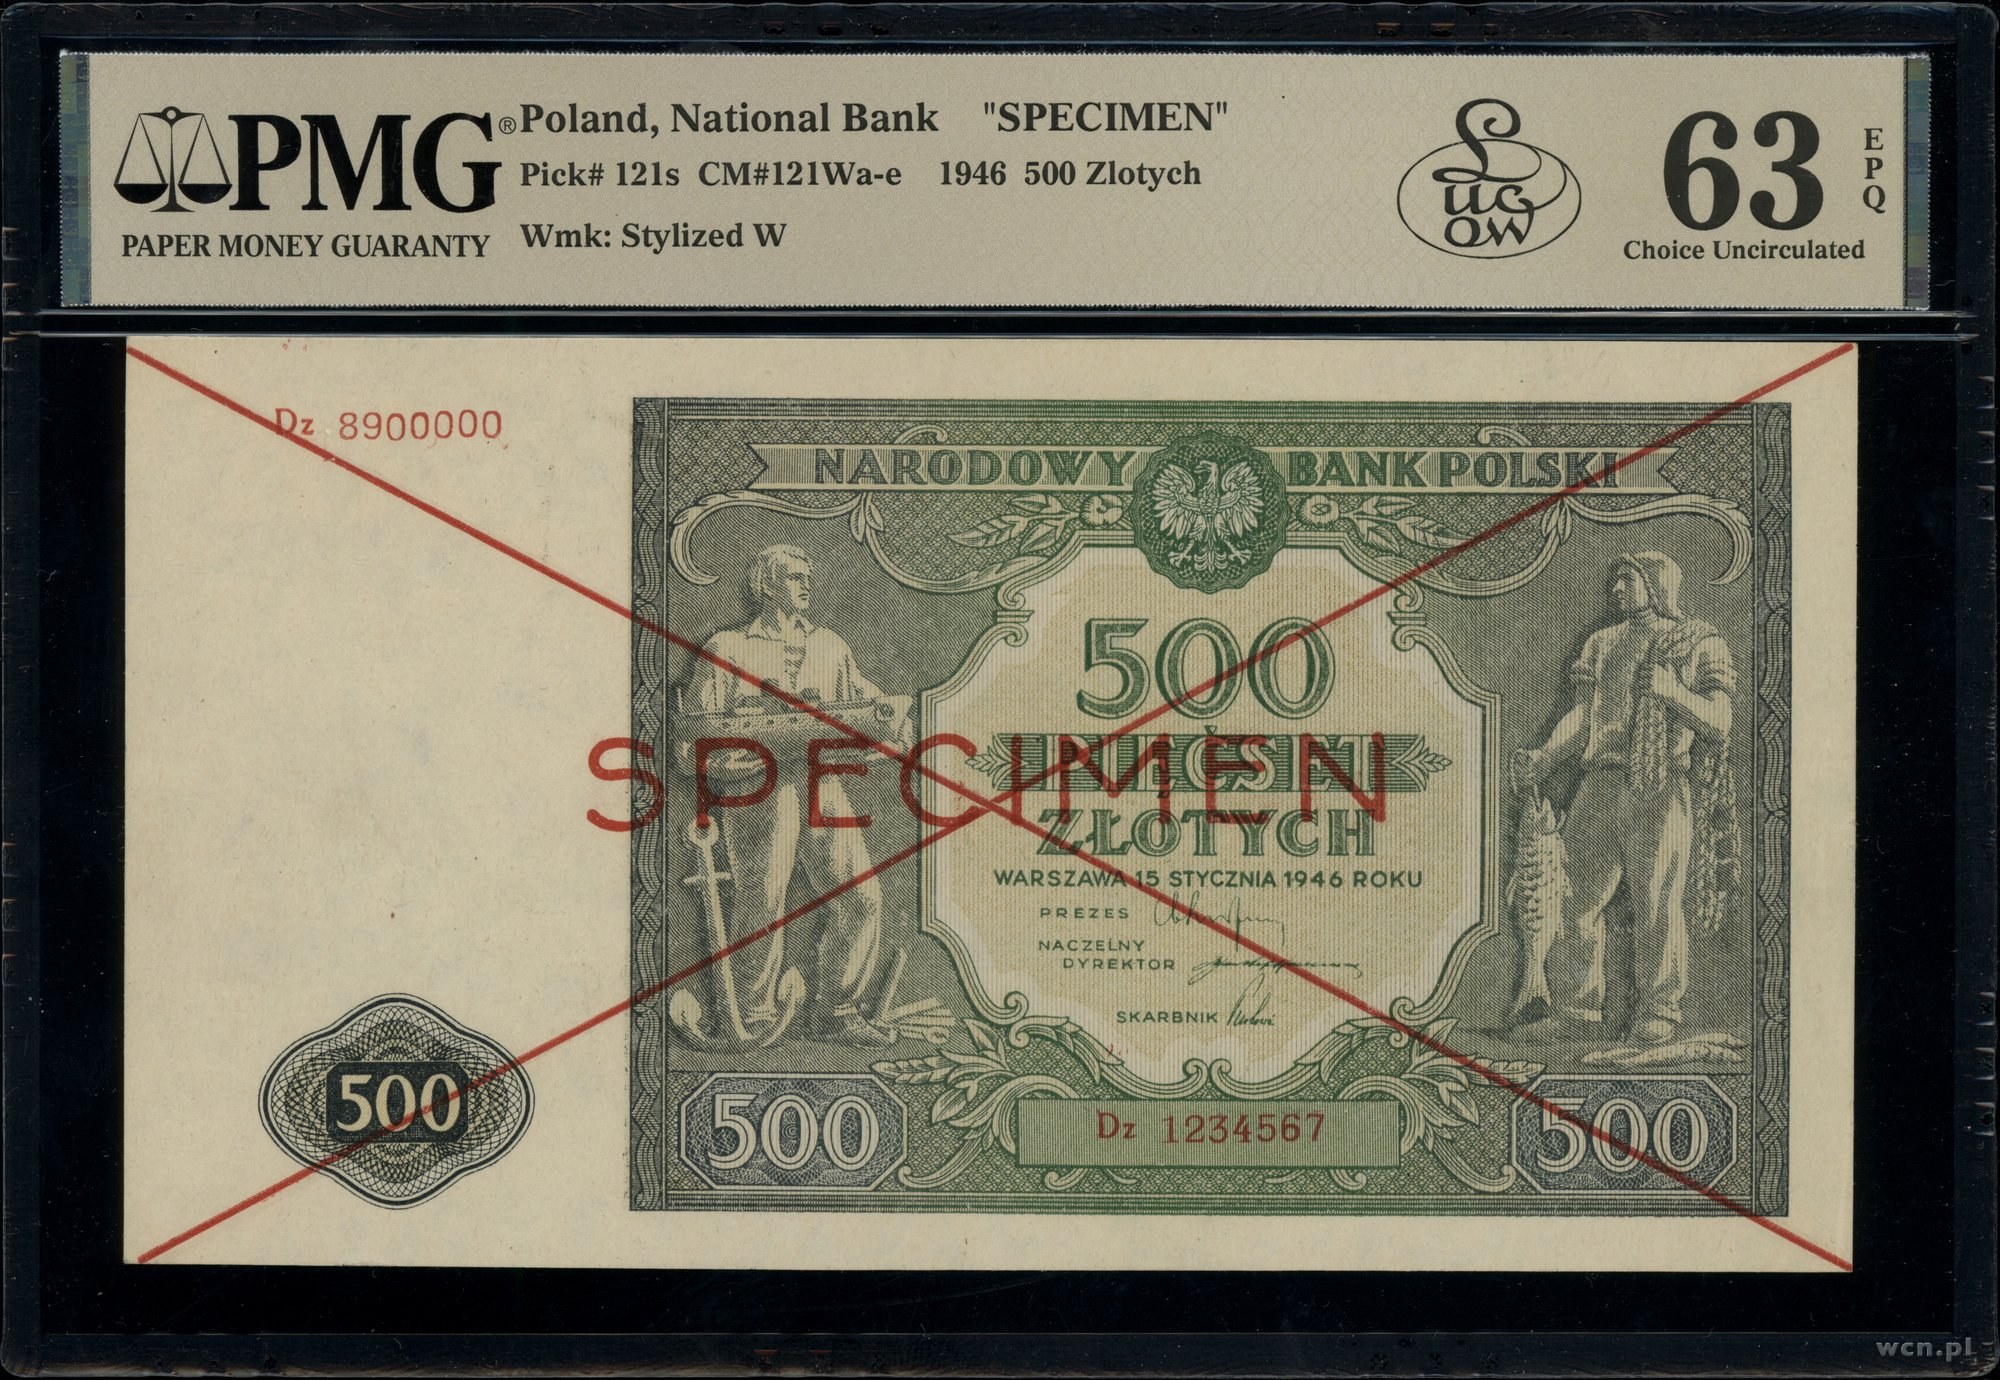 PMG®
PAPER MONEY GUARANTY
Poland, National Bank "SPECIMEN"
Pick# 121s CM#121Wa-e 1946 500 Zlotych
Wmk: Stylized W
63
EPQ
Choice Uncirculated
Dz 8900000
NARODOWY BANK POLSKI
500
PIĘĆSET
ZŁOTYCH
SPECIMEN
WARSZAWA 15 STYCZNIA 1946 ROKU
PREZES
NACZELNY
DYREKTOR
SKARBNIK
500
500
Dz 1234567
500
wcn.pl